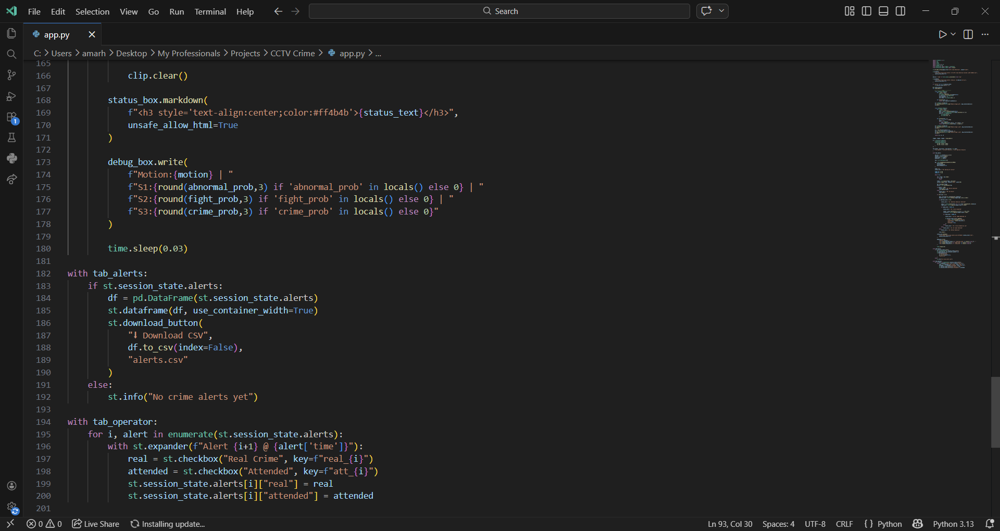 File Edit Selection View Go Run Terminal Help Search
app.py
C: > Users > amarh > Desktop > My Professionals > Projects > CCTV Crime > app.py > ...
165
166 clip.clear()
167
168 status_box.markdown(
169 f"<h3 style='text-align:center;color:#ff4b4b'>{status_text}</h3>",
170 unsafe_allow_html=True
171 )
172
173 debug_box.write(
174 f"Motion:{motion} | "
175 f"S1:{round(abnormal_prob,3) if 'abnormal_prob' in locals() else 0} | "
176 f"S2:{round(fight_prob,3) if 'fight_prob' in locals() else 0} | "
177 f"S3:{round(crime_prob,3) if 'crime_prob' in locals() else 0}"
178 )
179
180 time.sleep(0.03)
181
182 with tab_alerts:
183 if st.session_state.alerts:
184 df = pd.DataFrame(st.session_state.alerts)
185 st.dataframe(df, use_container_width=True)
186 st.download_button(
187 "⬇ Download CSV",
188 df.to_csv(index=False),
189 "alerts.csv"
190 )
191 else:
192 st.info("No crime alerts yet")
193
194 with tab_operator:
195 for i, alert in enumerate(st.session_state.alerts):
196 with st.expander(f"Alert {i+1} @ {alert['time']}"):
197 real = st.checkbox("Real Crime", key=f"real_{i}")
198 attended = st.checkbox("Attended", key=f"att_{i}")
199 st.session_state.alerts[i]["real"] = real
200 st.session_state.alerts[i]["attended"] = attended
201
1
0 0 Live Share Installing update... Ln 93, Col 30 Spaces: 4 UTF-8 CRLF {} Python Python 3.13